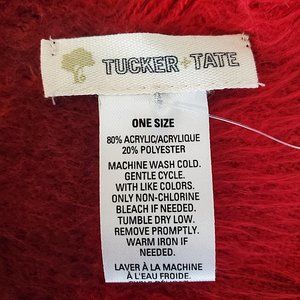 TUCKER + TATE
ONE SIZE
80% ACRYLIC/ACRYLIQUE
20% POLYESTER
MACHINE WASH COLD.
GENTLE CYCLE.
WITH LIKE COLORS.
ONLY NON-CHLORINE
BLEACH IF NEEDED.
TUMBLE DRY LOW.
REMOVE PROMPTLY.
WARM IRON IF
NEEDED.
LAVER À LA MACHINE
À L'EAU FROIDE.